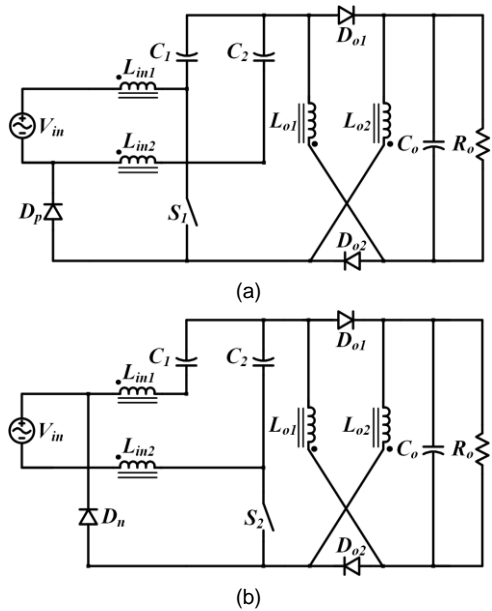 C1 C2 Do1
Lin1
Vin
Lin2
Lo1 Lo2 Co Ro
Dp S1
Do2
(a)
C1 C2 Do1
Lin1
Vin
Lin2
Lo1 Lo2 Co Ro
Dn S2
Do2
(b)